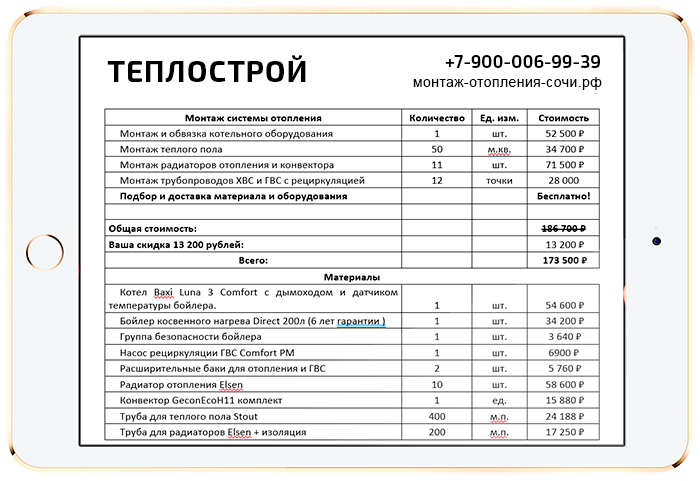 ТЕПЛОСТРОЙ
+7-900-006-99-39
монтаж-отопления-сочи.рф
Монтаж системы отопления Количество Ед. изм. Стоимость
Монтаж и обвязка котельного оборудования 1 шт. 52 500 ₽
Монтаж теплого пола 50 м.кв. 34 700 ₽
Монтаж радиаторов отопления и конвектора 11 шт. 71 500 ₽
Монтаж трубопроводов ХВС и ГВС с рециркуляцией 12 точки 28 000
Подбор и доставка материала и оборудования Бесплатно!
Общая стоимость: 186 700 ₽
Ваша скидка 13 200 рублей: 13 200 ₽
Всего: 173 500 ₽
Материалы
Котел Baxi Luna 3 Comfort с дымоходом и датчиком
температуры бойлера. 1 шт. 54 600 ₽
Бойлер косвенного нагрева Direct 200л (6 лет гарантии ) 1 шт. 34 200 ₽
Группа безопасности бойлера 1 шт. 3 640 ₽
Насос рециркуляции ГВС Comfort PM 1 шт. 6900 ₽
Расширительные баки для отопления и ГВС 2 шт. 5 760 ₽
Радиатор отопления Elsen 10 шт. 58 600 ₽
Конвектор GeconEcoH11 комплект 1 ед. 15 880 ₽
Труба для теплого пола Stout 400 м.п. 24 188 ₽
Труба для радиаторов Elsen + изоляция 200 м.п. 17 250 ₽